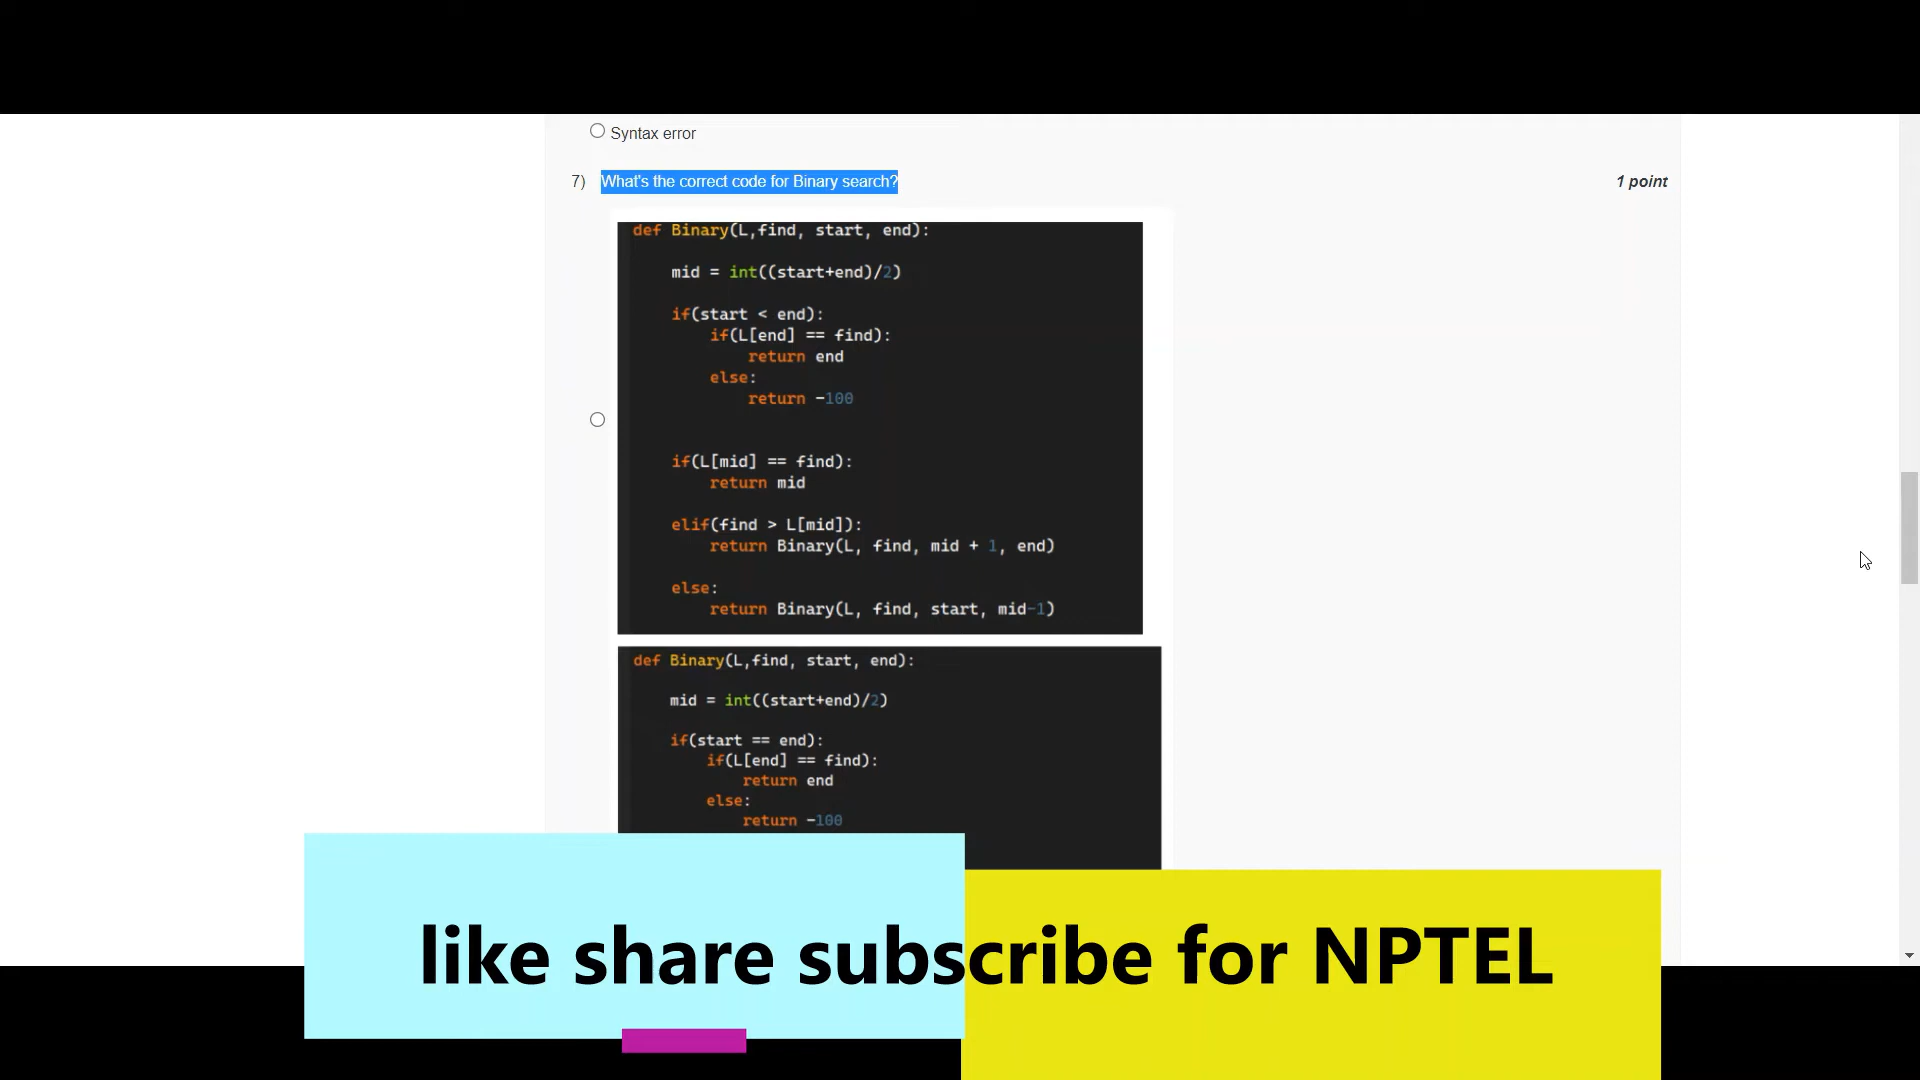 Syntax error
7) What's the correct code for Binary search? 1 point
def Binary(L,find, start, end):
mid = int((start+end)/2)
if(start < end):
if(L[end] == find):
return end
else:
return -100
if(L[mid] == find):
return mid
elif(find > L[mid]):
return Binary(L, find, mid + 1, end)
else:
return Binary(L, find, start, mid-1)
def Binary(L,find, start, end):
mid = int((start+end)/2)
if(start == end):
if(L[end] == find):
return end
else:
return -100
like share subscribe for NPTEL